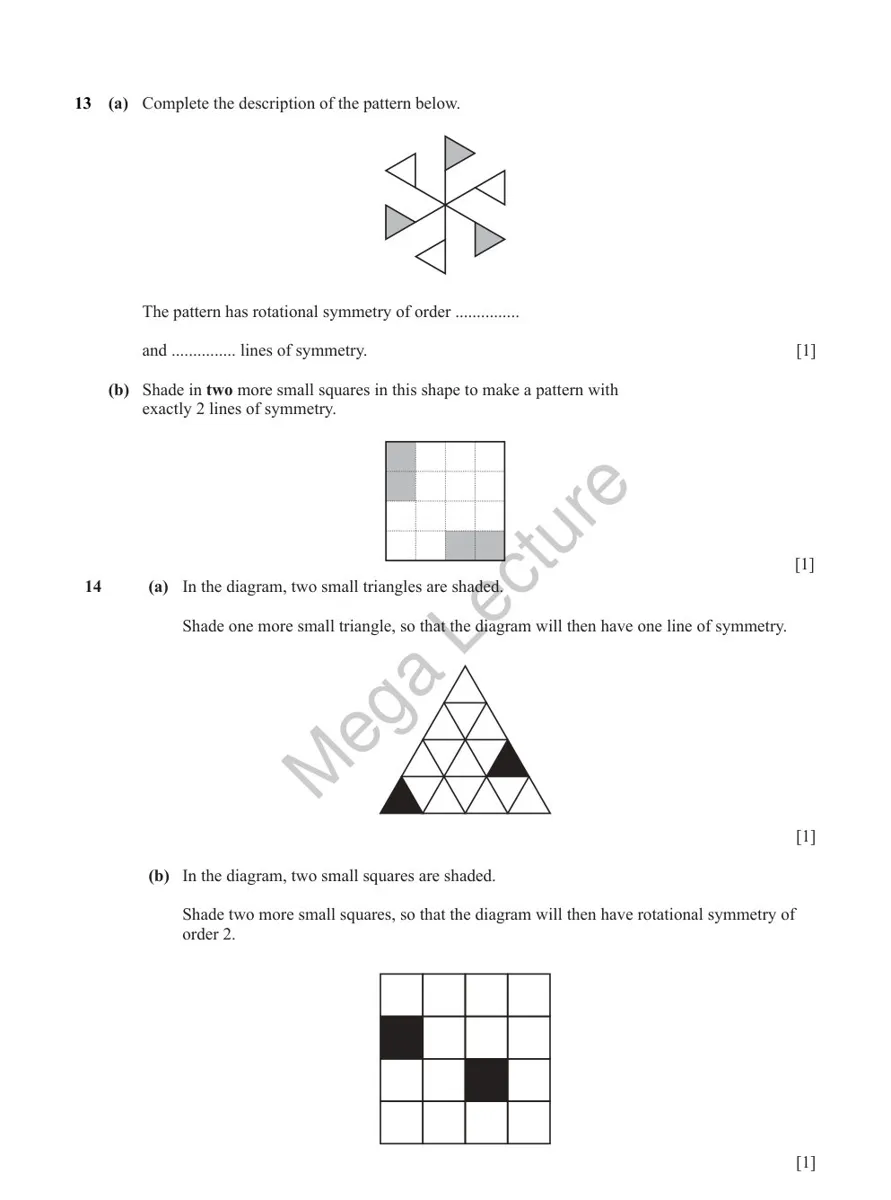 13 (a) Complete the description of the pattern below.
The pattern has rotational symmetry of order ...............
and ............... lines of symmetry. [1]
(b) Shade in two more small squares in this shape to make a pattern with
exactly 2 lines of symmetry.
[1]
14 (a) In the diagram, two small triangles are shaded.
Shade one more small triangle, so that the diagram will then have one line of symmetry.
Mega Lecture
[1]
(b) In the diagram, two small squares are shaded.
Shade two more small squares, so that the diagram will then have rotational symmetry of
order 2.
[1]